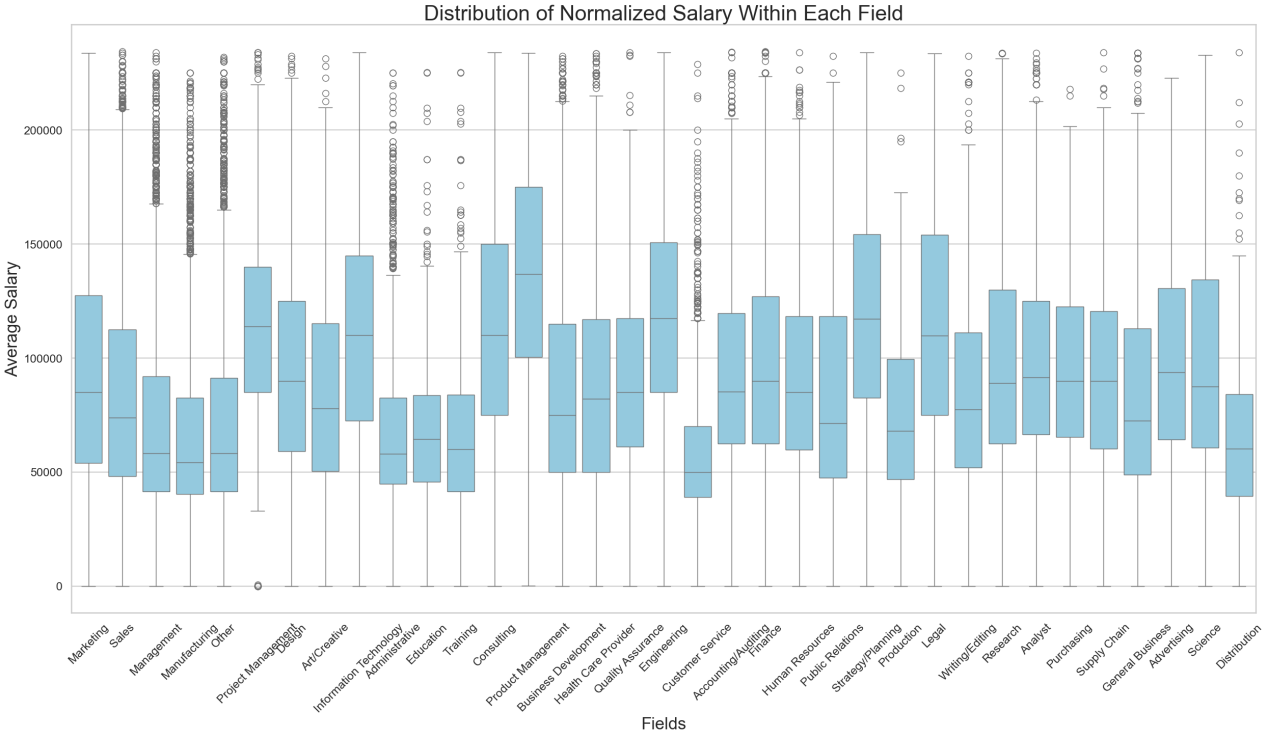 Distribution of Normalized Salary Within Each Field
Average Salary
200000
150000
100000
50000
0
Marketing
Sales
Management
Manufacturing
Other
Project Management
Design
Art/Creative
Information Technology
Administrative
Education
Training
Consulting
Product Management
Business Development
Health Care Provider
Quality Assurance
Engineering
Customer Service
Accounting/Auditing
Finance
Human Resources
Public Relations
Strategy/Planning
Production
Legal
Writing/Editing
Research
Analyst
Purchasing
Supply Chain
General Business
Advertising
Science
Distribution
Fields